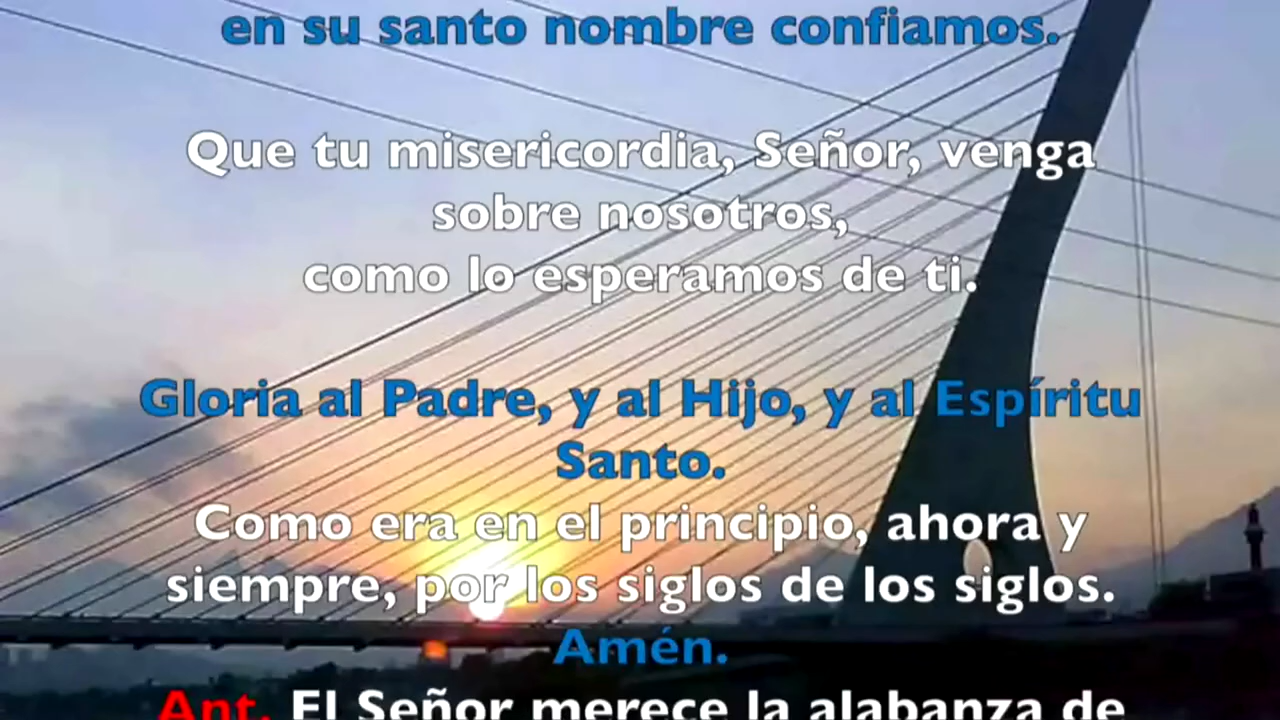 en su santo nombre confiamos.
Que tu misericordia, Señor, venga
sobre nosotros,
como lo esperamos de ti.
Gloria al Padre, y al Hijo, y al Espíritu
Santo.
Como era en el principio, ahora y
siempre, por los siglos de los siglos.
Amén.
Ant. El Señor merece la alabanza de